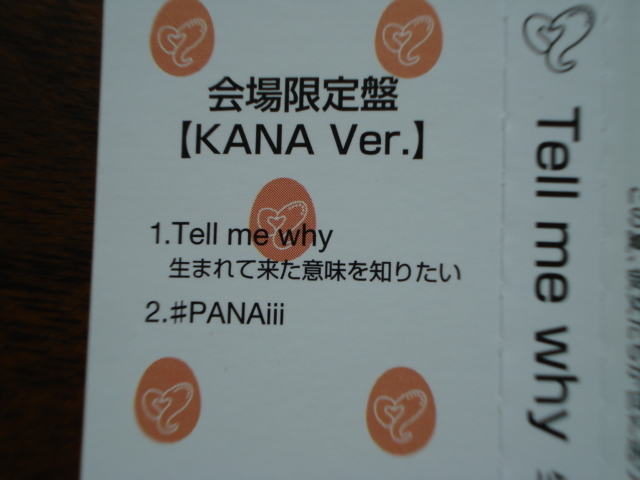 会場限定盤
【KANA Ver.】
1.Tell me why
生まれて来た意味を知りたい
2.#PANAiii
Tell me why